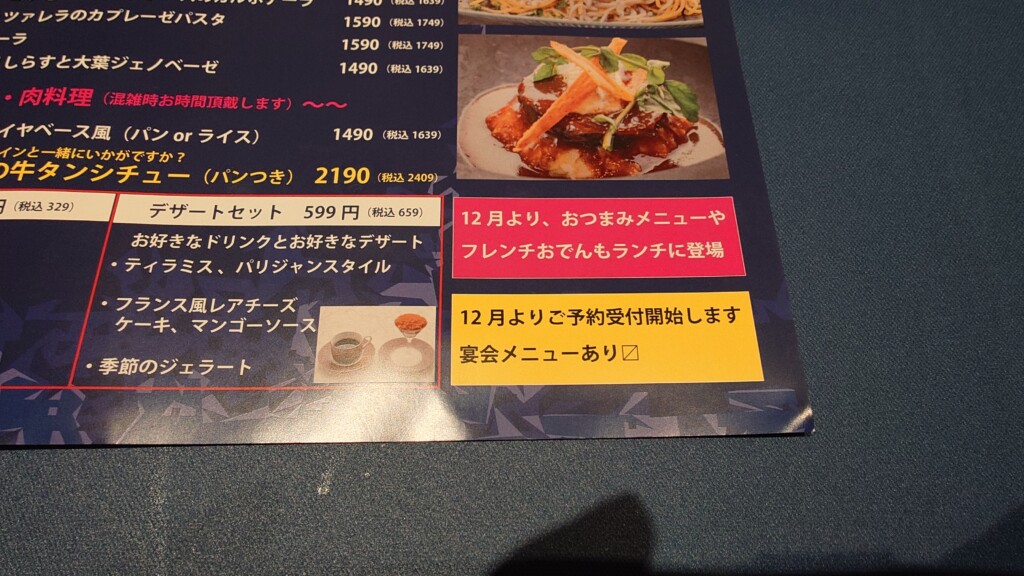 1490（税込 1639）
ツァレラのカプレーゼパスタ 1590（税込 1749）
ーラ 1590（税込 1749）
しらすと大葉ジェノベーゼ 1490（税込 1639）
・肉料理（混雑時お時間頂戴します）～～
イヤベース風（パン or ライス） 1490（税込 1639）
インと一緒にいかがですか？
の牛タンシチュー（パンつき） 2190（税込 2409）
円（税込 329）
デザートセット 599 円（税込 659）
お好きなドリンクとお好きなデザート
・ティラミス、パリジャンスタイル
・フランス風レアチーズ
ケーキ、マンゴーソース
・季節のジェラート
12 月より、おつまみメニューや
フレンチおでんもランチに登場
12 月よりご予約受付開始します
宴会メニューあり〼